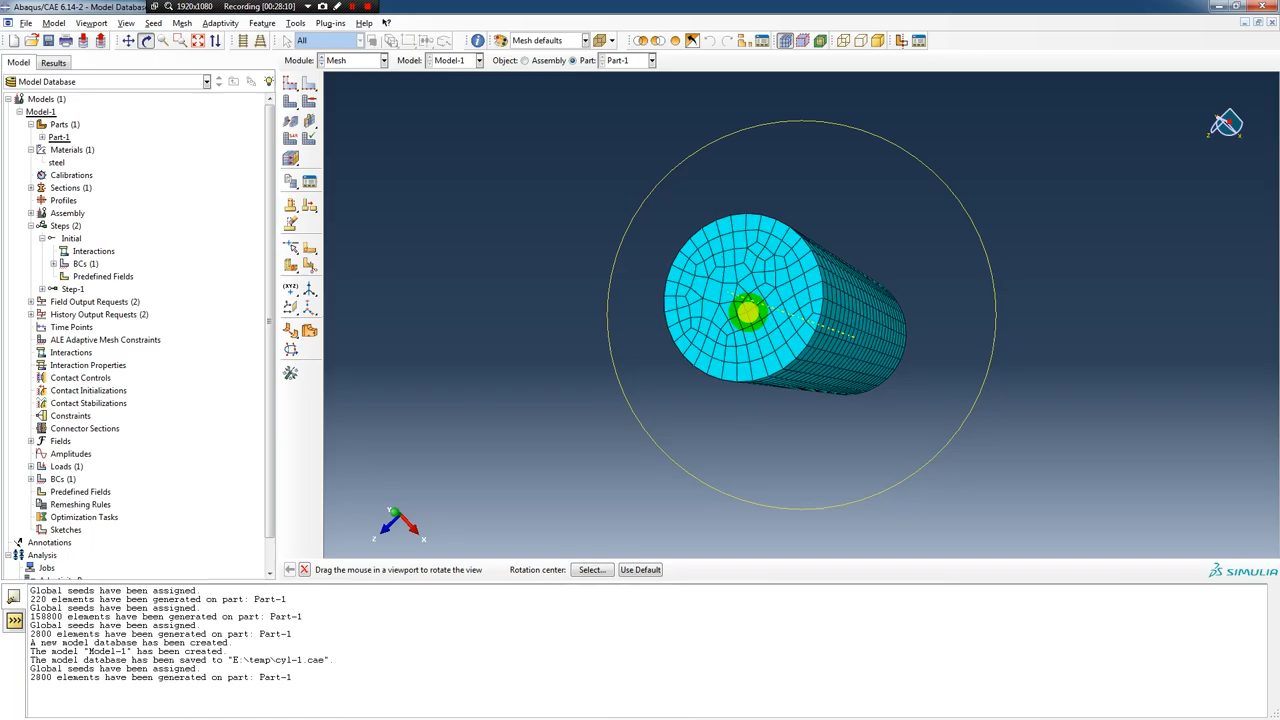 Abaqus/CAE 6.14-2 - Model Databas
1920x1080
Recording [00:28:10]
File Model Viewport View Seed Mesh Adaptivity Feature Tools Plug-ins Help
All
Mesh defaults
Model Results
Module: Mesh Model: Model-1 Object: Assembly Part: Part-1
Model Database
Models (1)
Model-1
Parts (1)
Part-1
Materials (1)
steel
Calibrations
Sections (1)
Profiles
Assembly
Steps (2)
Initial
Interactions
BCs (1)
Predefined Fields
Step-1
Field Output Requests (2)
History Output Requests (2)
Time Points
ALE Adaptive Mesh Constraints
Interactions
Interaction Properties
Contact Controls
Contact Initializations
Contact Stabilizations
Constraints
Connector Sections
Fields
Amplitudes
Loads (1)
BCs (1)
Predefined Fields
Remeshing Rules
Optimization Tasks
Sketches
Annotations
Analysis
Jobs
(XYZ)
Y
Z
X
Drag the mouse in a viewport to rotate the view
Rotation center: Select... Use Default
SIMULIA
Global seeds have been assigned.
220 elements have been generated on part: Part-1
Global seeds have been assigned.
158800 elements have been generated on part: Part-1
Global seeds have been assigned.
2800 elements have been generated on part: Part-1
A new model database has been created.
The model "Model-1" has been created.
The model database has been saved to "E:\temp\cyl-1.cae".
Global seeds have been assigned.
2800 elements have been generated on part: Part-1
>>>